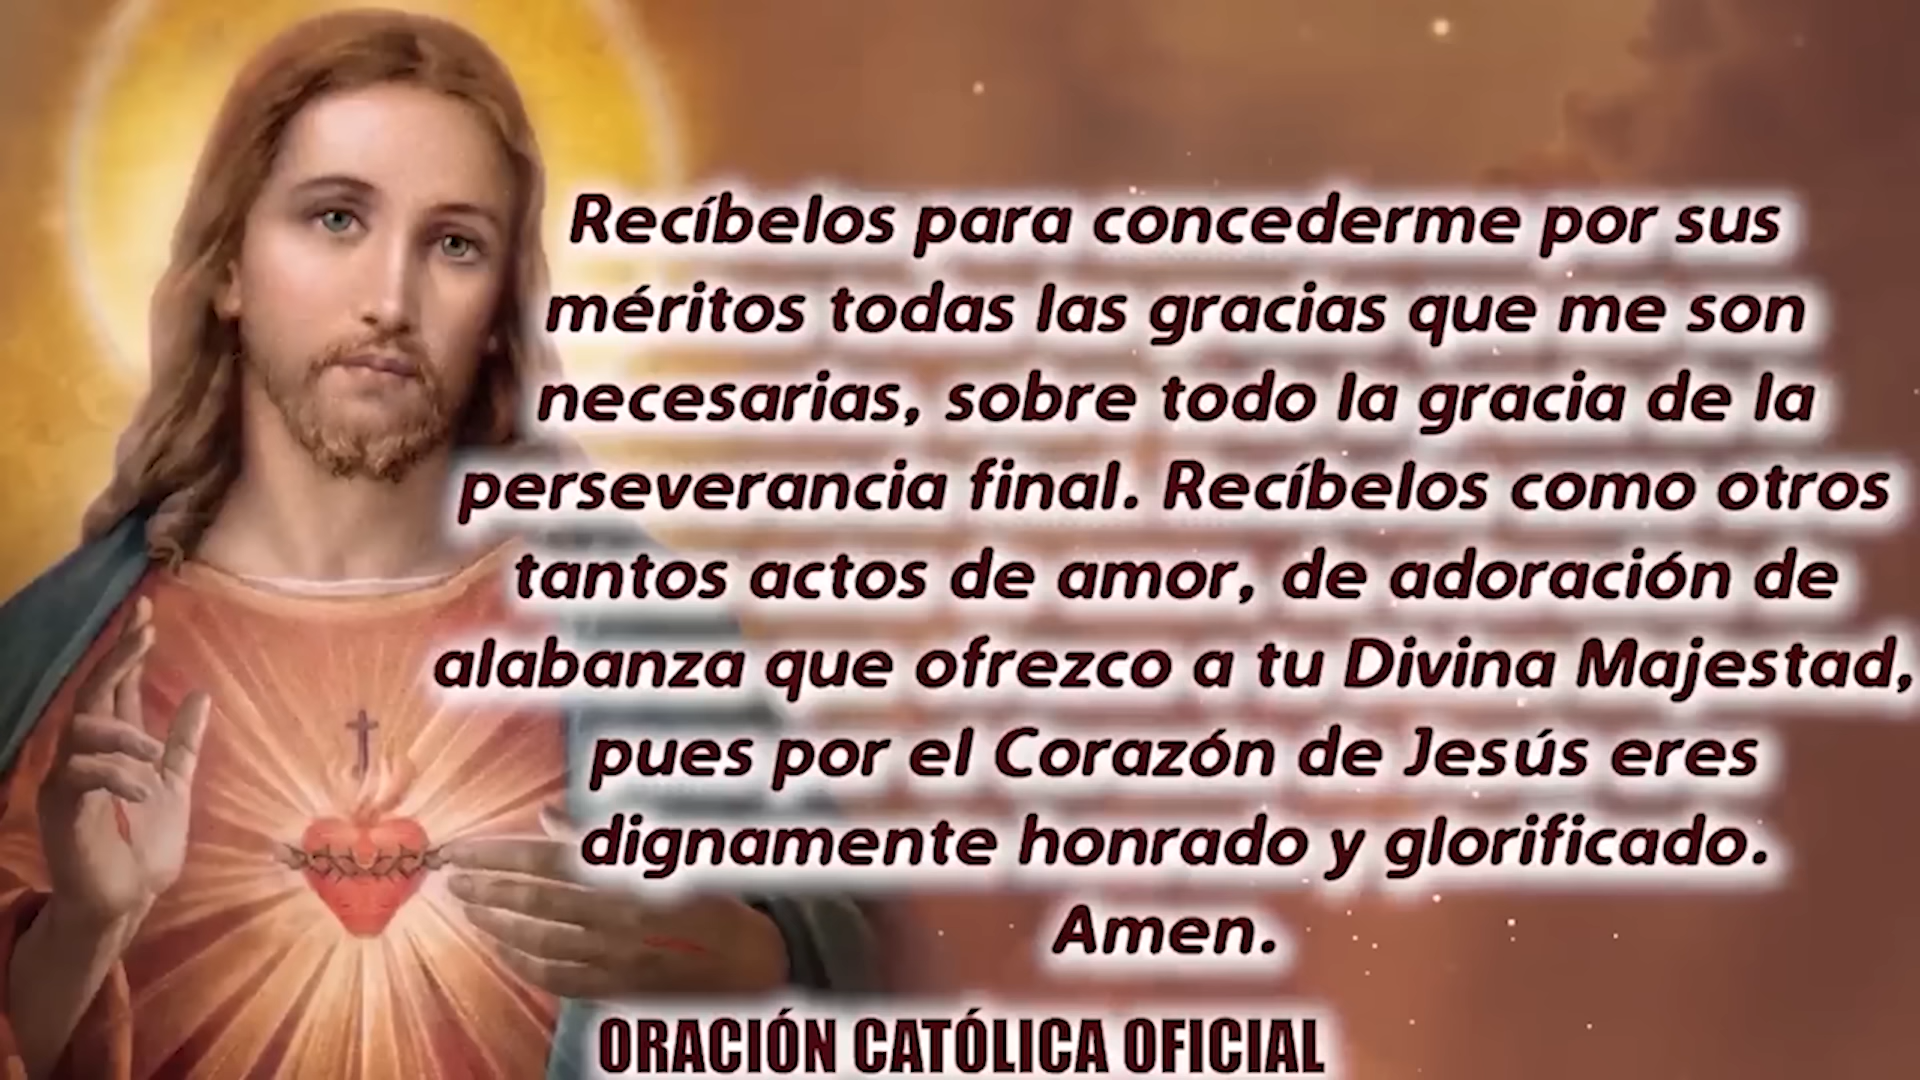 Recíbelos para concederme por sus
méritos todas las gracias que me son
necesarias, sobre todo la gracia de la
perseverancia final. Recíbelos como otros
tantos actos de amor, de adoración de
alabanza que ofrezco a tu Divina Majestad,
pues por el Corazón de Jesús eres
dignamente honrado y glorificado.
Amen.
ORACIÓN CATÓLICA OFICIAL